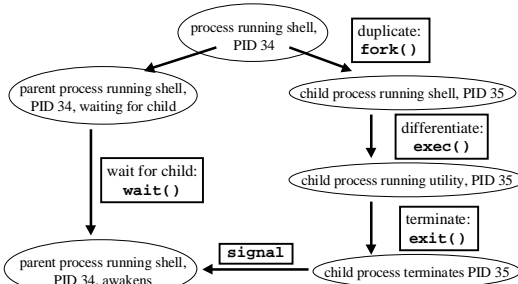 process running shell,
PID 34
duplicate:
fork()
parent process running shell,
PID 34, waiting for child
child process running shell, PID 35
differentiate:
exec()
wait for child:
wait()
child process running utility, PID 35
terminate:
exit()
signal
parent process running shell,
PID 34, awakens
child process terminates PID 35